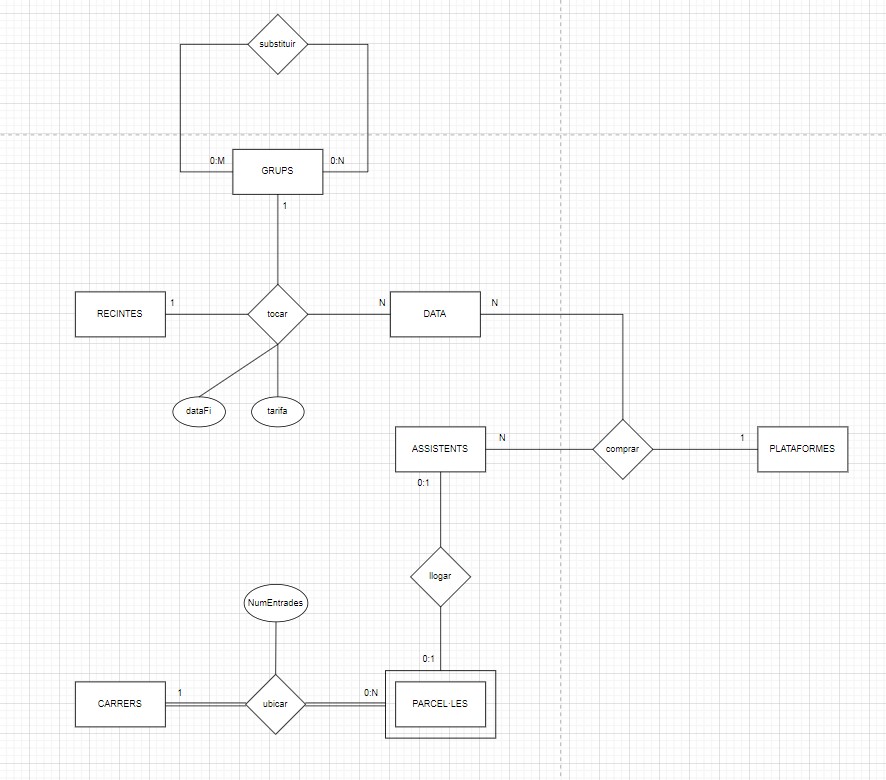 substituir
0:M
0:N
GRUPS
1
RECINTES
1
tocar
N
DATA
N
dataFi
tarifa
ASSISTENTS
N
comprar
1
PLATAFORMES
0:1
llogar
NumEntrades
0:1
CARRERS
1
ubicar
0:N
PARCEL·LES